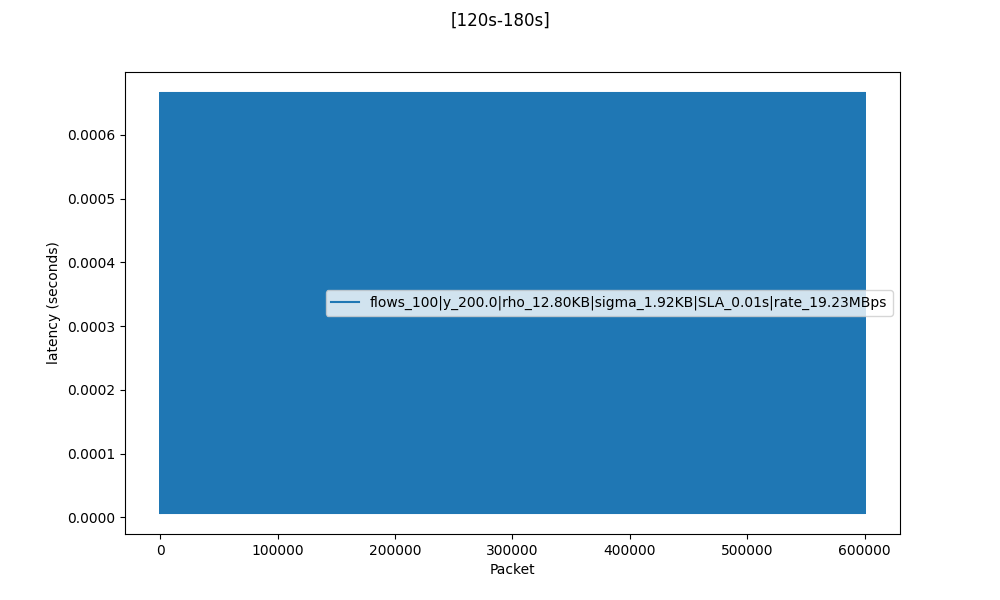 [120s-180s]
0.0006
0.0005
0.0004
0.0003
0.0002
0.0001
0.0000
latency (seconds)
flows_100|y_200.0|rho_12.80KB|sigma_1.92KB|SLA_0.01s|rate_19.23MBps
0 100000 200000 300000 400000 500000 600000
Packet